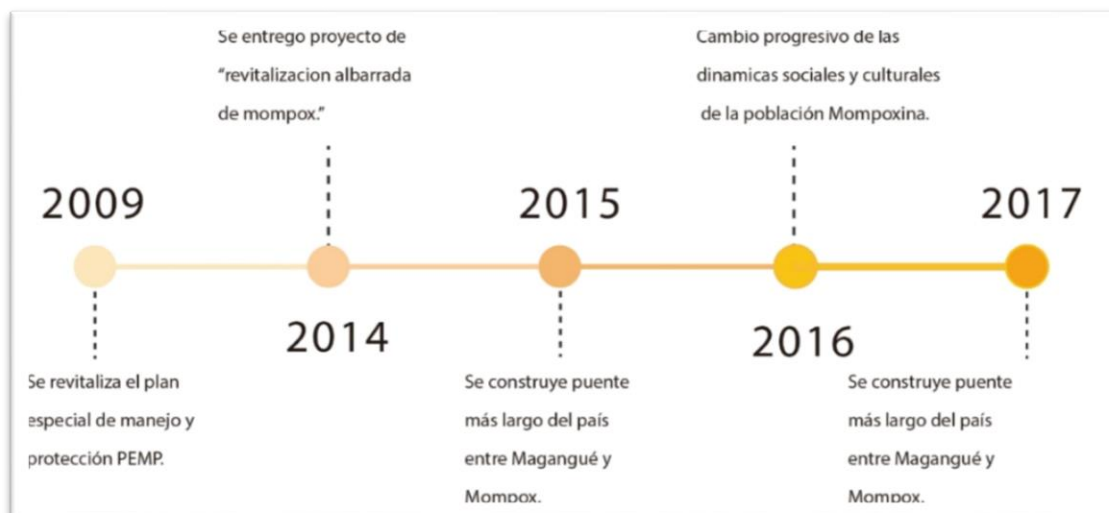 Se entrego proyecto de
“revitalizacion albarrada
de mompox.”
Cambio progresivo de las
dinamicas sociales y culturales
de la población Mompoxina.
2009
2015
2017
2014
2016
Se revitaliza el plan
especial de manejo y
protección PEMP.
Se construye puente
más largo del país
entre Magangué y
Mompox.
Se construye puente
más largo del país
entre Magangué y
Mompox.